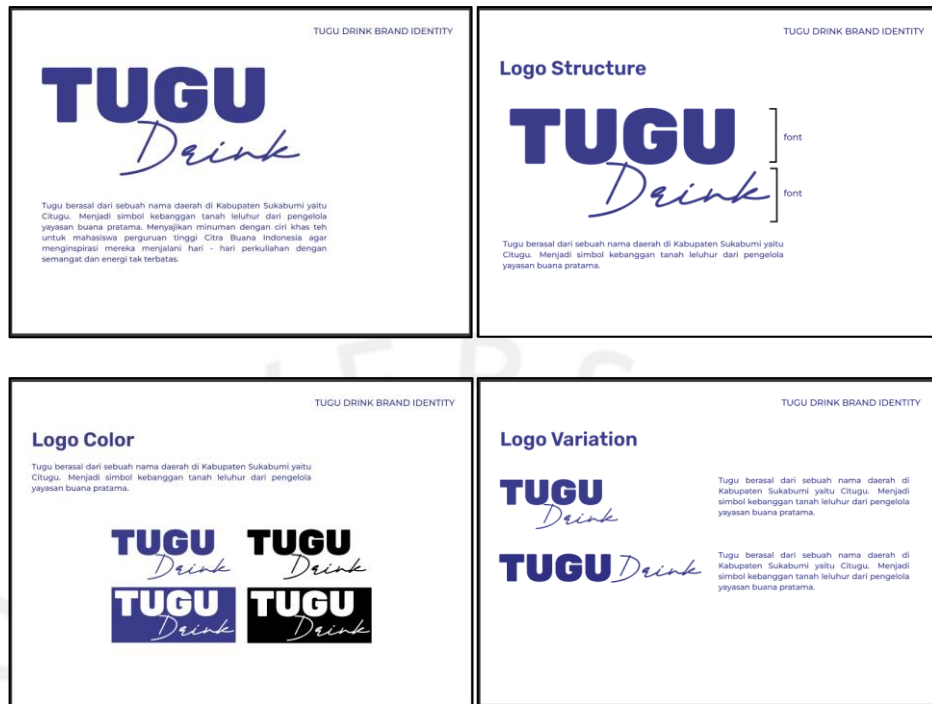 TUGU DRINK BRAND IDENTITY
TUGU
Drink
Tugu berasal dari sebuah nama daerah di Kabupaten Sukabumi yaitu
Citugu. Menjadi simbol kebanggan tanah leluhur dari pengelola
yayasan buana pratama. Menyajikan minuman dengan ciri khas teh
untuk mahasiswa perguruan tinggi Citra Buana Indonesia agar
menginspirasi mereka menjalani hari - hari perkuliahan dengan
semangat dan energi tak terbatas.
TUGU DRINK BRAND IDENTITY
Logo Structure
TUGU
font
Drink
font
Tugu berasal dari sebuah nama daerah di Kabupaten Sukabumi yaitu
Citugu. Menjadi simbol kebanggan tanah leluhur dari pengelola
yayasan buana pratama.
TUGU DRINK BRAND IDENTITY
Logo Color
Tugu berasal dari sebuah nama daerah di Kabupaten Sukabumi yaitu
Citugu. Menjadi simbol kebanggan tanah leluhur dari pengelola
yayasan buana pratama.
TUGU
Drink
TUGU
Drink
TUGU
Drink
TUGU
Drink
TUGU DRINK BRAND IDENTITY
Logo Variation
TUGU
Drink
Tugu berasal dari sebuah nama daerah di
Kabupaten Sukabumi yaitu Citugu. Menjadi
simbol kebanggan tanah leluhur dari pengelola
yayasan buana pratama.
TUGU Drink
Tugu berasal dari sebuah nama daerah di
Kabupaten Sukabumi yaitu Citugu. Menjadi
simbol kebanggan tanah leluhur dari pengelola
yayasan buana pratama.